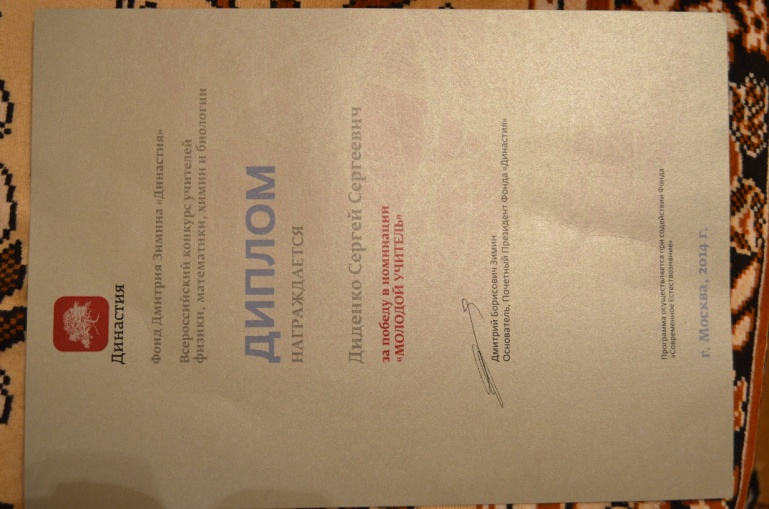 Династия
Фонд Дмитрия Зимина «Династия»
Всероссийский конкурс учителей
физики, математики, химии и биологии
ДИПЛОМ
НАГРАЖДАЕТСЯ
Диденко Сергей Сергеевич
за победу в номинации
«МОЛОДОЙ УЧИТЕЛЬ»
Дмитрий Борисович Зимин
Основатель, Почетный Президент Фонда «Династия»
Программа осуществляется при содействии Фонда
«Современное Естествознание»
г. Москва, 2014 г.